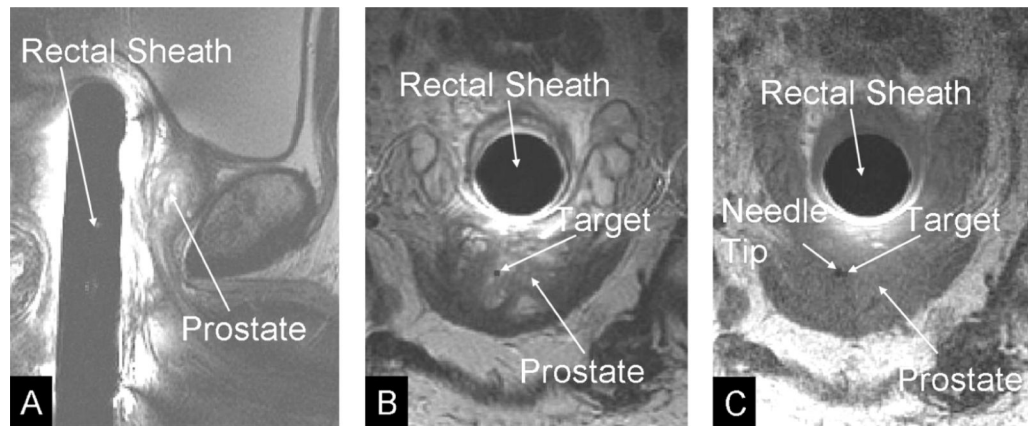 Rectal Sheath
Prostate
A
Rectal Sheath
Target
Prostate
B
Rectal Sheath
Needle
Tip
Target
Prostate
C